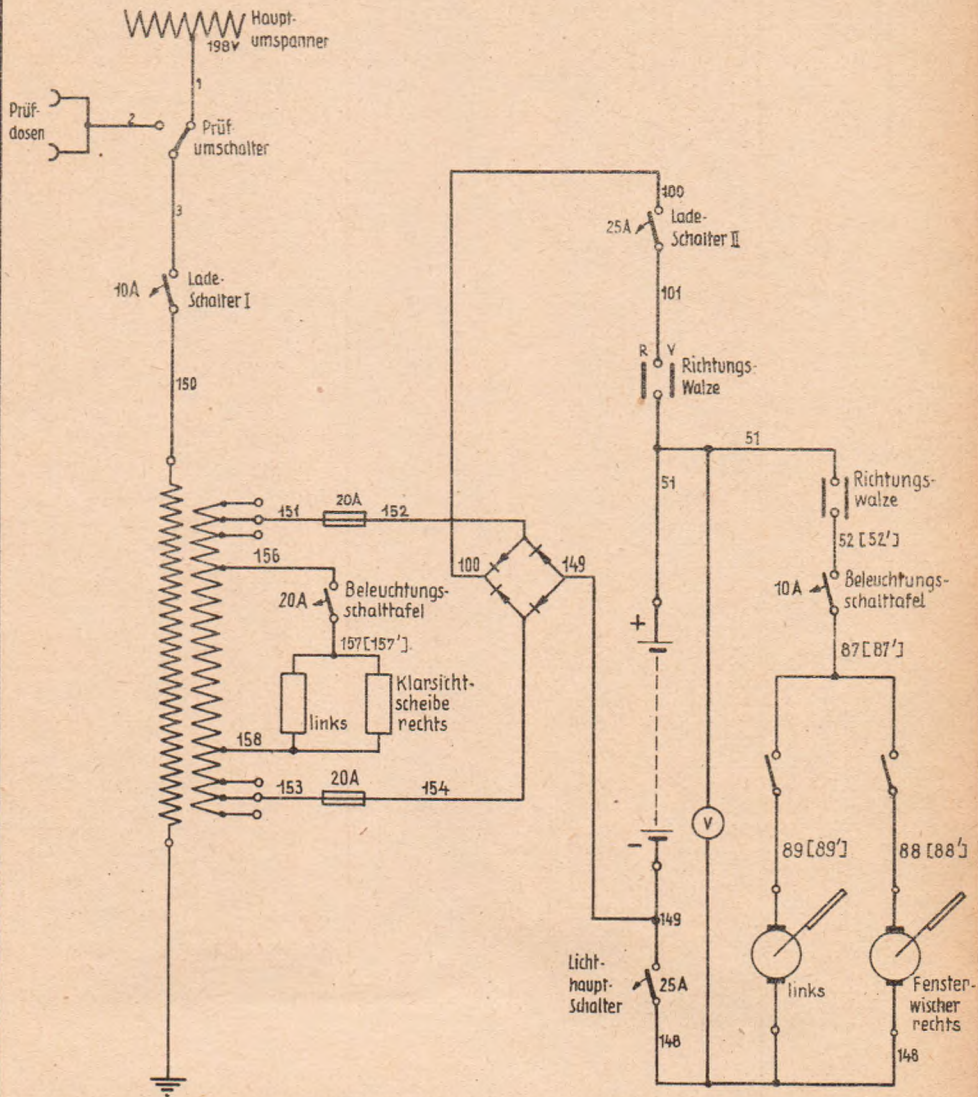 Haupt-
umspanner
198V
1
Prüf-
dosen
2
Prüf-
umschalter
3
10A
Lade-
Schalter I
150
100
25A
Lade-
Schalter II
101
R V
Richtungs-
Walze
51
51
Richtungs-
walze
52 [52']
10A
Beleuchtungs-
schalttafel
87 [87']
151
20A
152
156
100
149
20A
Beleuchtungs-
schalttafel
157 [157']
links
Klarsicht-
scheibe
rechts
158
153
20A
154
+
-
V
89 [89']
88 [88']
149
Licht-
haupt-
Schalter
25A
148
links
Fenster-
wischer
rechts
148